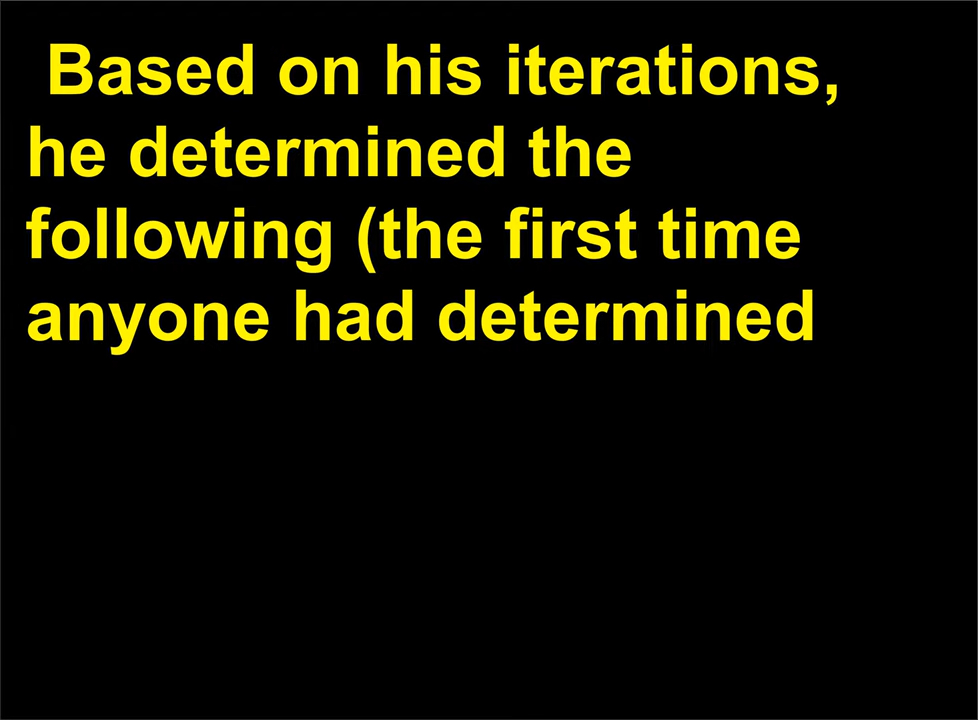 Based on his iterations,
he determined the
following (the first time
anyone had determined